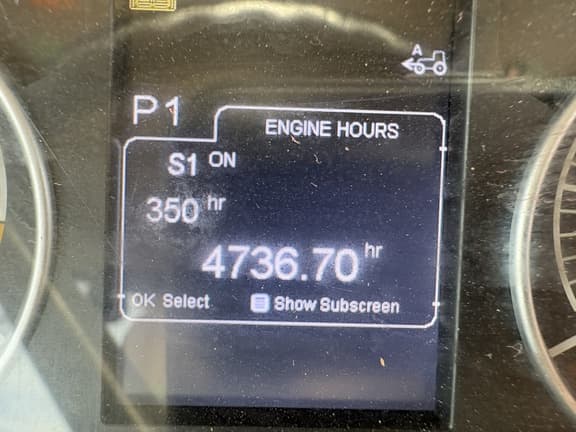 A
P1
ENGINE HOURS
S1 ON
350 hr
4736.70 hr
OK Select Show Subscreen